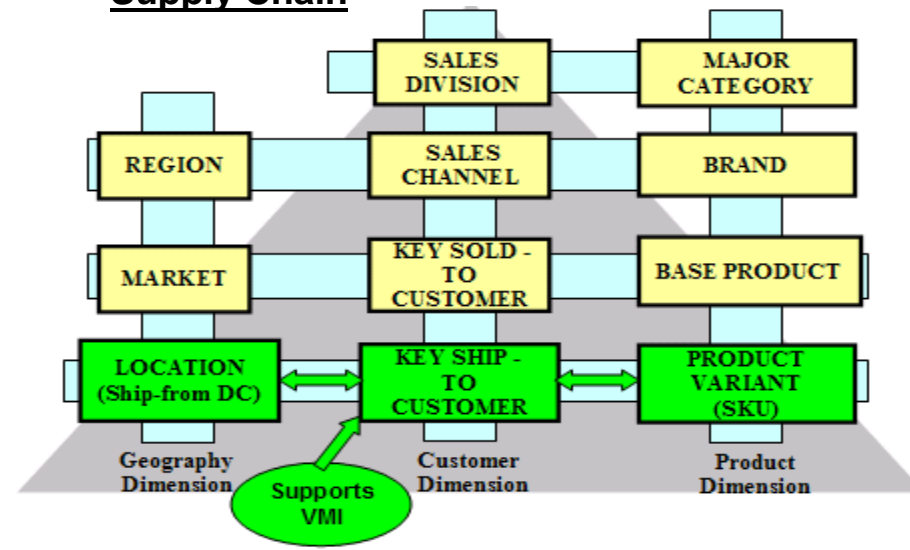 Supply Chain
SALES
DIVISION
MAJOR
CATEGORY
REGION
SALES
CHANNEL
BRAND
MARKET
KEY SOLD -
TO
CUSTOMER
BASE PRODUCT
LOCATION
(Ship-from DC)
KEY SHIP -
TO
CUSTOMER
PRODUCT
VARIANT
(SKU)
Geography
Dimension
Customer
Dimension
Product
Dimension
Supports
VMI